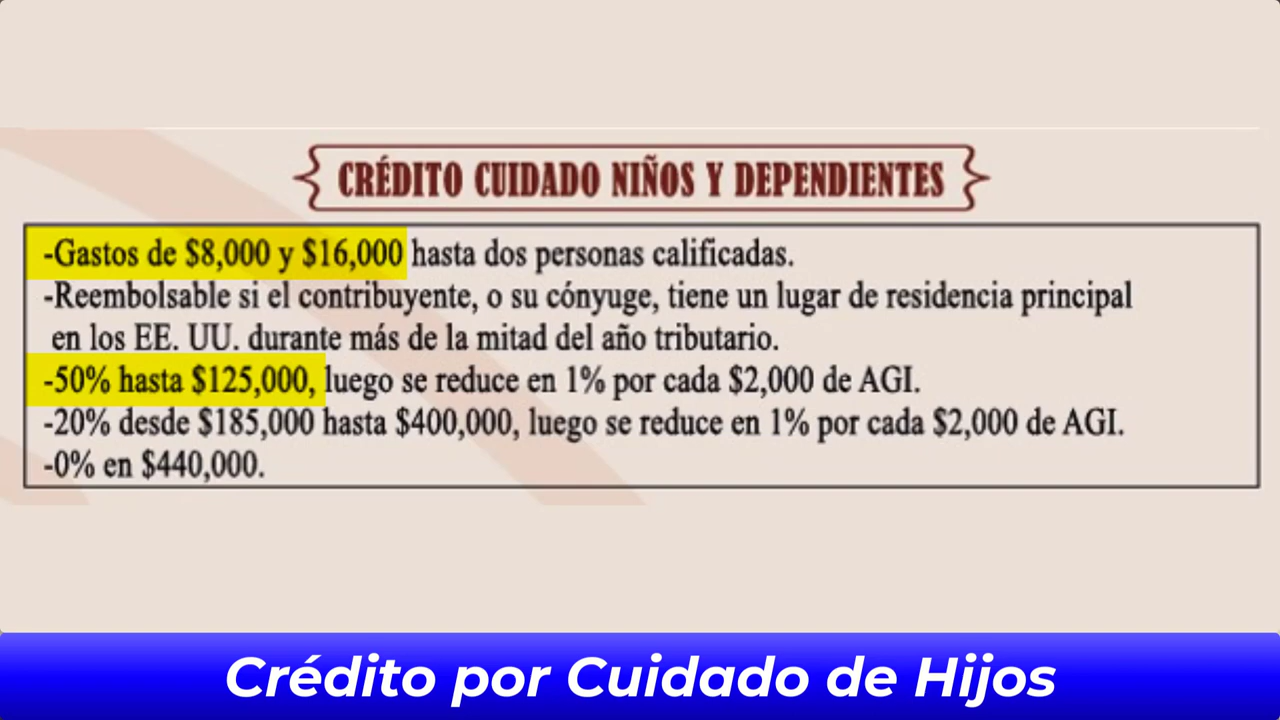 CRÉDITO CUIDADO NIÑOS Y DEPENDIENTES
-Gastos de $8,000 y $16,000 hasta dos personas calificadas.
-Reembolsable si el contribuyente, o su cónyuge, tiene un lugar de residencia principal
en los EE. UU. durante más de la mitad del año tributario.
-50% hasta $125,000, luego se reduce en 1% por cada $2,000 de AGI.
-20% desde $185,000 hasta $400,000, luego se reduce en 1% por cada $2,000 de AGI.
-0% en $440,000.
Crédito por Cuidado de Hijos